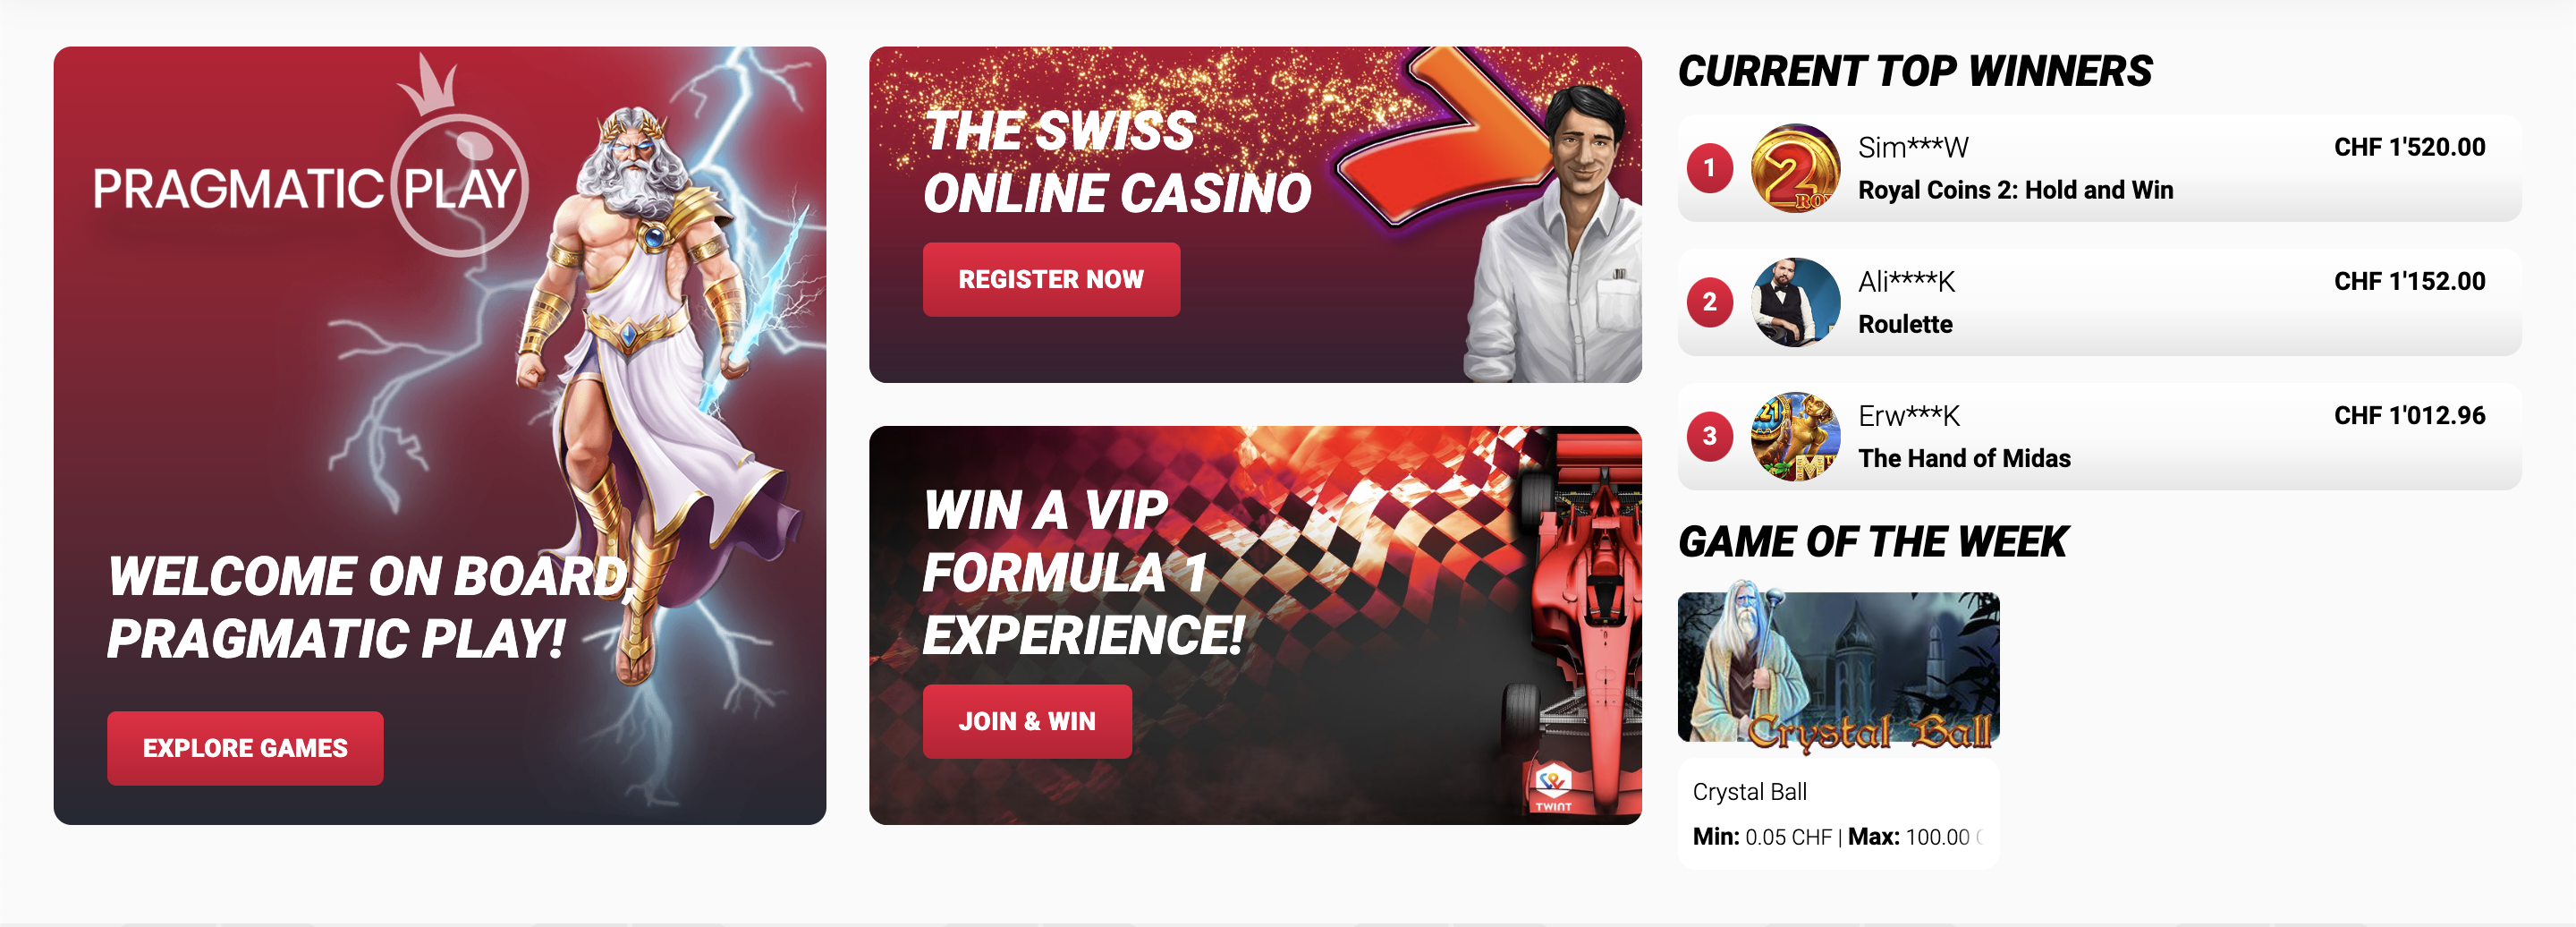 PRAGMATIC PLAY
WELCOME ON BOARD,
PRAGMATIC PLAY!
EXPLORE GAMES
THE SWISS
ONLINE CASINO
REGISTER NOW
WIN A VIP
FORMULA 1
EXPERIENCE!
JOIN & WIN
TWINT
CURRENT TOP WINNERS
1
2
ROY
Sim***W
CHF 1'520.00
Royal Coins 2: Hold and Win
2
Ali****K
CHF 1'152.00
Roulette
3
21
Erw***K
CHF 1'012.96
The Hand of Midas
GAME OF THE WEEK
Crystal Ball
Crystal Ball
Min: 0.05 CHF | Max: 100.00